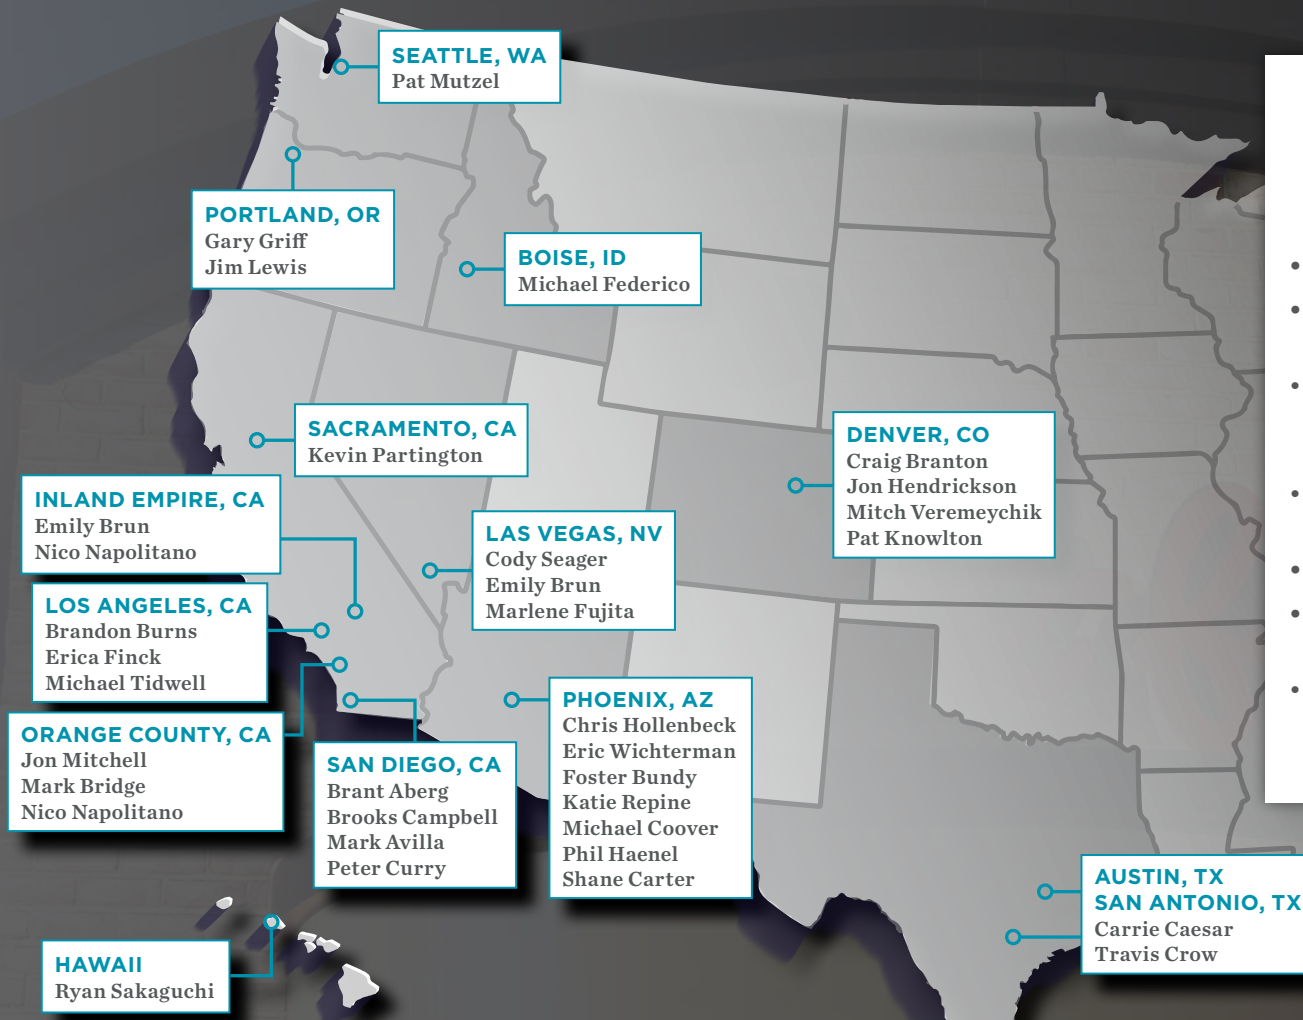 SEATTLE, WA
Pat Mutzel
PORTLAND, OR
Gary Griff
Jim Lewis
BOISE, ID
Michael Federico
SACRAMENTO, CA
Kevin Partington
DENVER, CO
Craig Branton
Jon Hendrickson
Mitch Veremeychik
Pat Knowlton
INLAND EMPIRE, CA
Emily Brun
Nico Napolitano
LAS VEGAS, NV
Cody Seager
Emily Brun
Marlene Fujita
LOS ANGELES, CA
Brandon Burns
Erica Finck
Michael Tidwell
ORANGE COUNTY, CA
Jon Mitchell
Mark Bridge
Nico Napolitano
SAN DIEGO, CA
Brant Aberg
Brooks Campbell
Mark Avilla
Peter Curry
PHOENIX, AZ
Chris Hollenbeck
Eric Wichterman
Foster Bundy
Katie Repine
Michael Coover
Phil Haenel
Shane Carter
AUSTIN, TX
SAN ANTONIO, TX
Carrie Caesar
Travis Crow
HAWAII
Ryan Sakaguchi